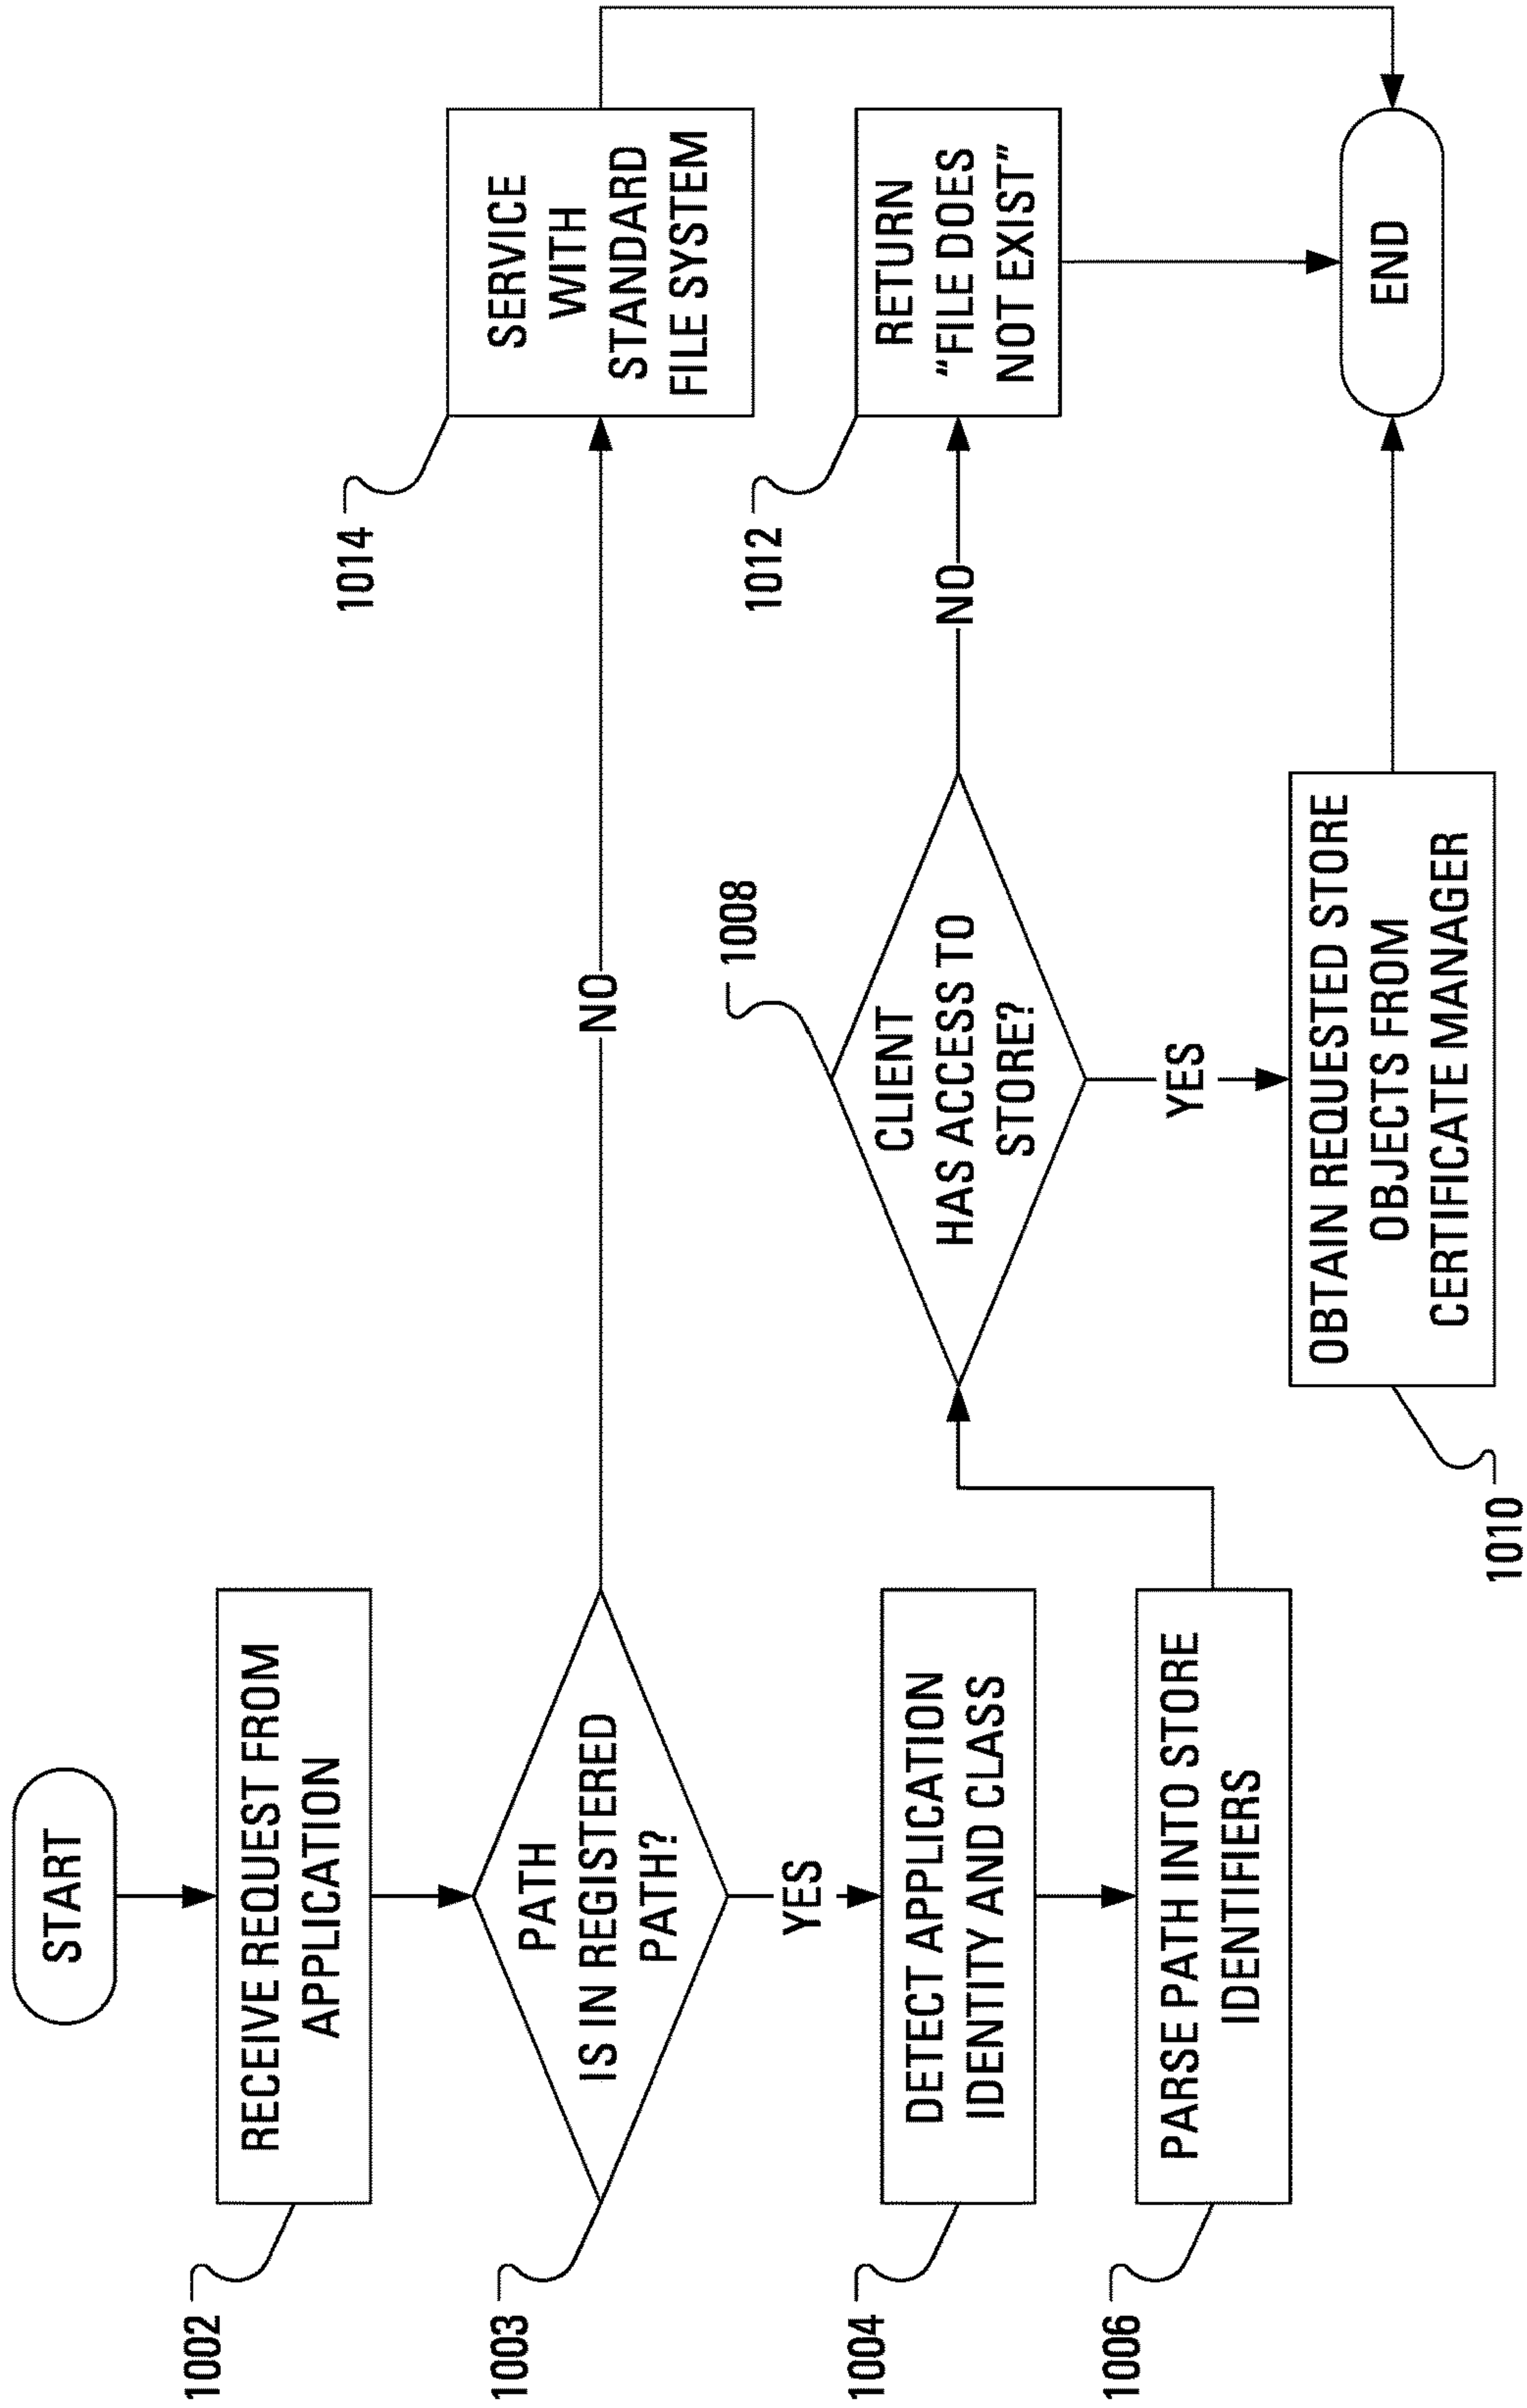 START
1002
RECEIVE REQUEST FROM
APPLICATION
1003
PATH
IS IN REGISTERED
PATH?
NO
YES
1004
DETECT APPLICATION
IDENTITY AND CLASS
1006
PARSE PATH INTO STORE
IDENTIFIERS
1008
CLIENT
HAS ACCESS TO
STORE?
NO
YES
1010
OBTAIN REQUESTED STORE
OBJECTS FROM
CERTIFICATE MANAGER
1014
SERVICE
WITH
STANDARD
FILE SYSTEM
1012
RETURN
“FILE DOES
NOT EXIST”
END